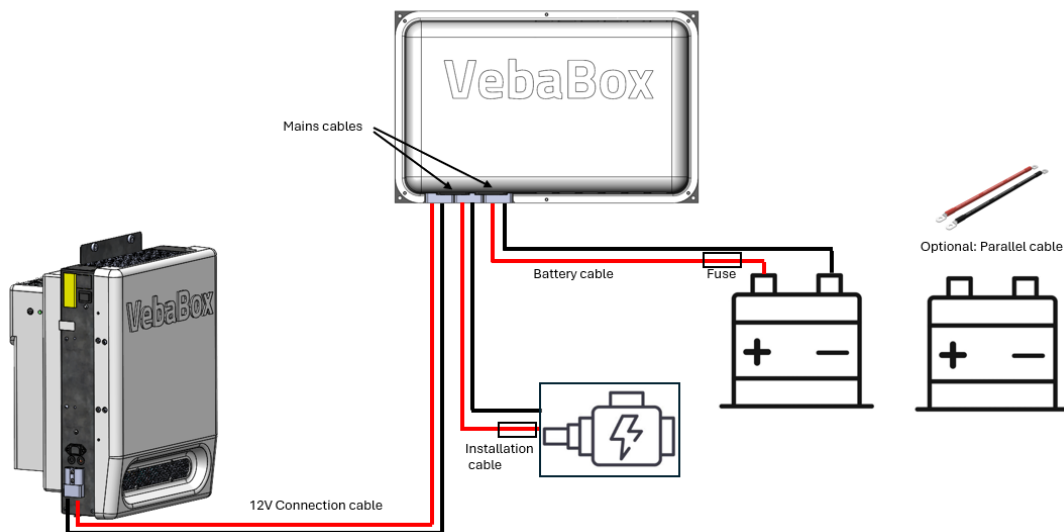 VebaBox
Mains cables
Optional: Parallel cable
Battery cable
Fuse
VebaBox
+ −
+ −
Installation
cable
12V Connection cable